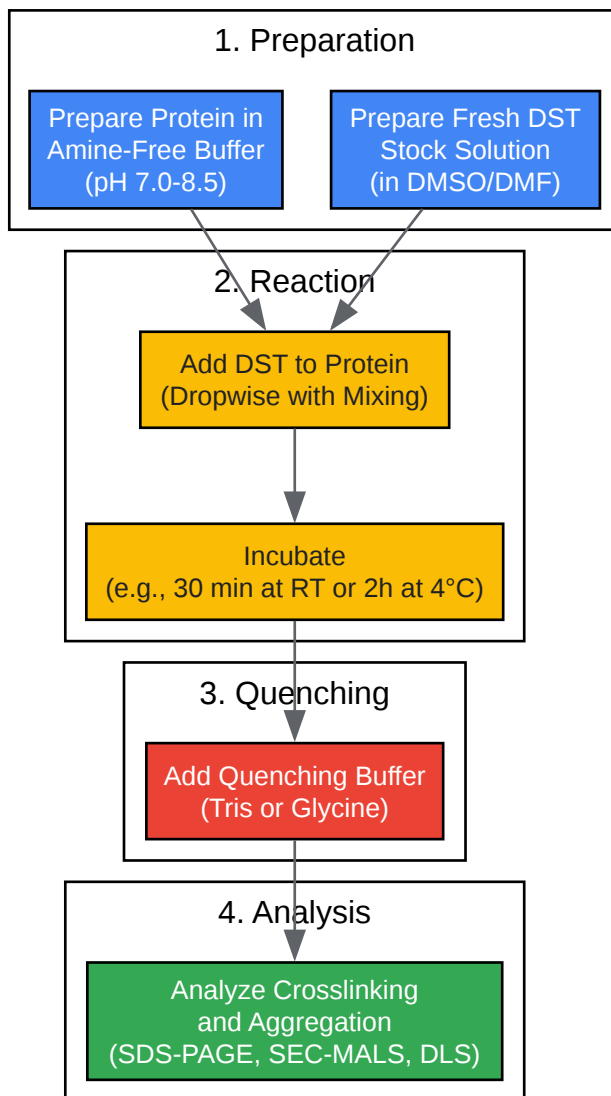 1. Preparation
Prepare Protein in
Amine-Free Buffer
(pH 7.0-8.5)
Prepare Fresh DST
Stock Solution
(in DMSO/DMF)
2. Reaction
Add DST to Protein
(Dropwise with Mixing)
Incubate
(e.g., 30 min at RT or 2h at 4°C)
3. Quenching
Add Quenching Buffer
(Tris or Glycine)
4. Analysis
Analyze Crosslinking
and Aggregation
(SDS-PAGE, SEC-MALS, DLS)